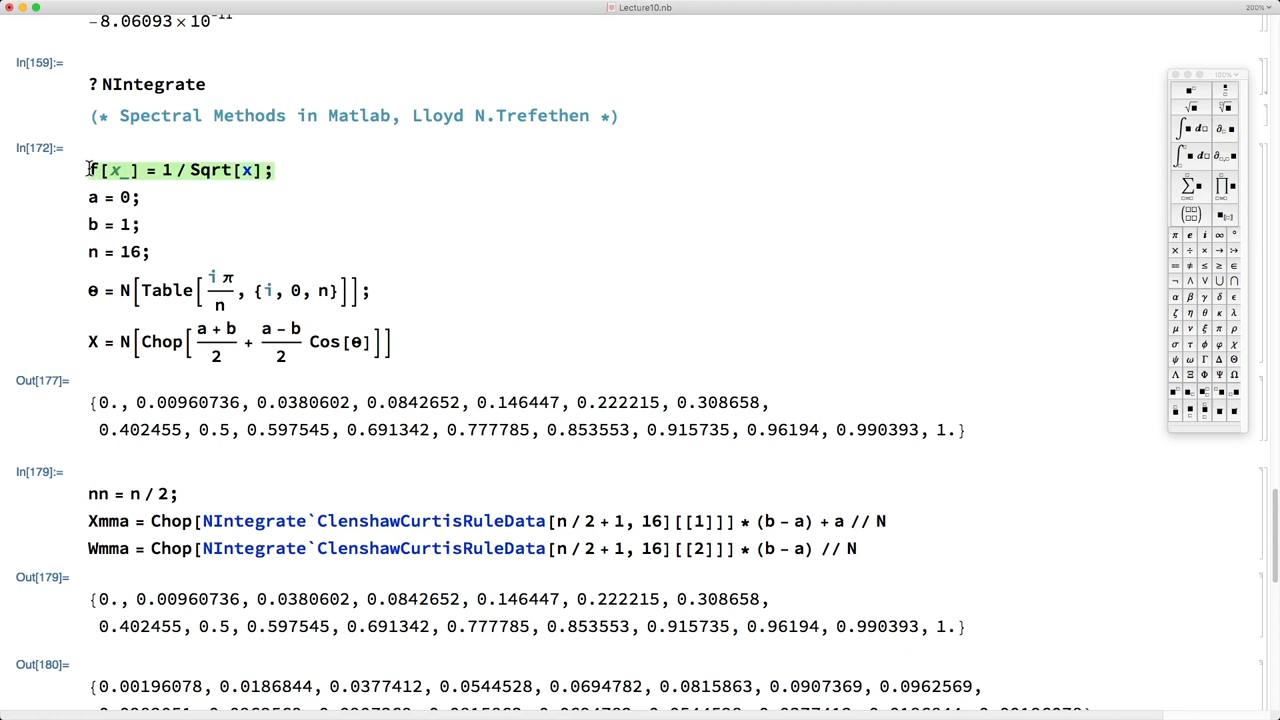 Lecture10.nb
200%
-8.06093×10^-11
In[159]:=
? NIntegrate
(* Spectral Methods in Matlab, Lloyd N.Trefethen *)
In[172]:=
f[x_] = 1 / Sqrt[x];
a = 0;
b = 1;
n = 16;
θ = N[Table[i π/n, {i, 0, n}]];
X = N[Chop[(a + b)/2 + (a - b)/2 Cos[θ]]]
Out[177]=
{0., 0.00960736, 0.0380602, 0.0842652, 0.146447, 0.222215, 0.308658,
0.402455, 0.5, 0.597545, 0.691342, 0.777785, 0.853553, 0.915735, 0.96194, 0.990393, 1.}
In[179]:=
nn = n / 2;
Xmma = Chop[NIntegrate`ClenshawCurtisRuleData[n / 2 + 1, 16][[1]]] * (b - a) + a // N
Wmma = Chop[NIntegrate`ClenshawCurtisRuleData[n / 2 + 1, 16][[2]]] * (b - a) // N
Out[179]=
{0., 0.00960736, 0.0380602, 0.0842652, 0.146447, 0.222215, 0.308658,
0.402455, 0.5, 0.597545, 0.691342, 0.777785, 0.853553, 0.915735, 0.96194, 0.990393, 1.}
Out[180]=
{0.00196078, 0.0186844, 0.0377412, 0.0544528, 0.0694782, 0.0815863, 0.0907369, 0.0962569,
100%
π e i ∞ °
× ÷ × → ⧴
= ≠ ≤ ≥ ∈
¬ ∧ ∨ ∪ ∩
α β γ δ ε
ζ η θ κ λ
μ ν ξ π ρ
σ τ ϕ φ χ
ψ ω Γ Δ Θ
Λ Ξ Φ Ψ Ω